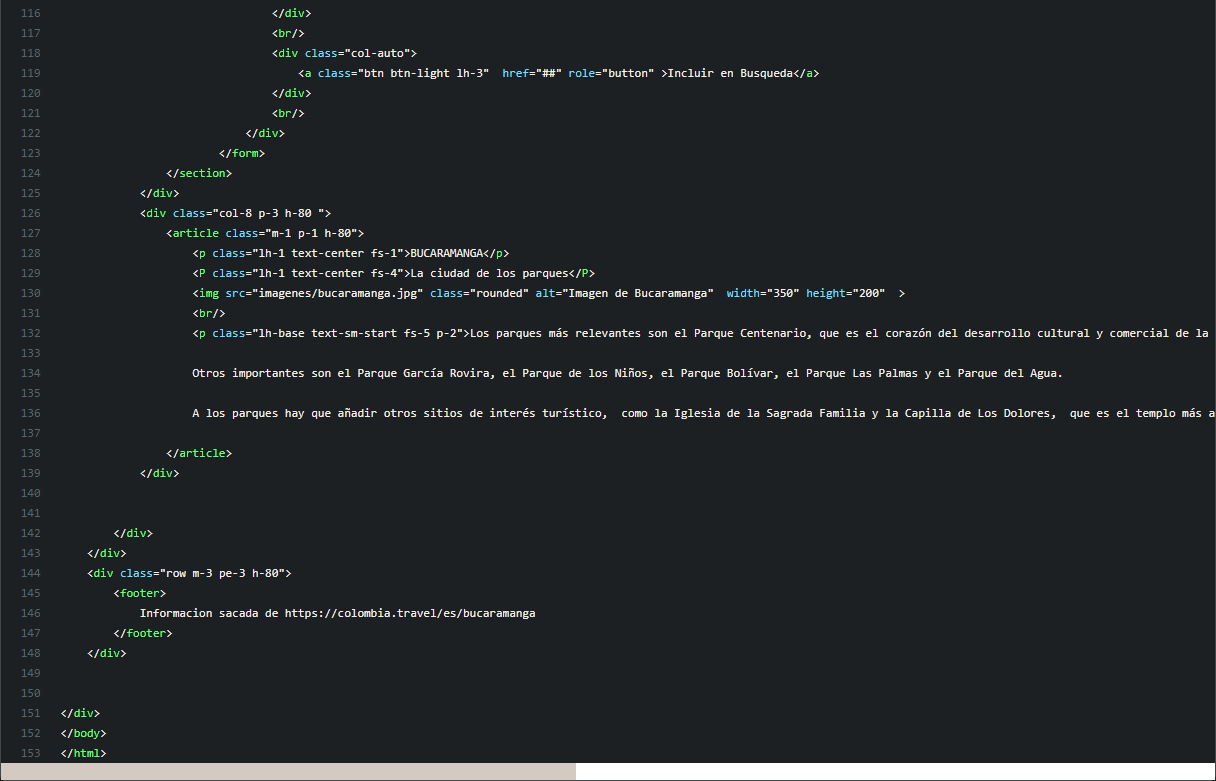 116 </div>
117 <br/>
118 <div class="col-auto">
119 <a class="btn btn-light lh-3"  href="##" role="button" >Incluir en Busqueda</a>
120 </div>
121 <br/>
122 </div>
123 </form>
124 </section>
125 </div>
126 <div class="col-8 p-3 h-80 ">
127 <article class="m-1 p-1 h-80">
128 <p class="lh-1 text-center fs-1">BUCARAMANGA</p>
129 <P class="lh-1 text-center fs-4">La ciudad de los parques</P>
130 <img src="imagenes/bucaramanga.jpg" class="rounded" alt="Imagen de Bucaramanga"  width="350" height="200"  >
131 <br/>
132 <p class="lh-base text-sm-start fs-5 p-2">Los parques más relevantes son el Parque Centenario, que es el corazón del desarrollo cultural y comercial de la
133
134 Otros importantes son el Parque García Rovira, el Parque de los Niños, el Parque Bolívar, el Parque Las Palmas y el Parque del Agua.
135
136 A los parques hay que añadir otros sitios de interés turístico,  como la Iglesia de la Sagrada Familia y la Capilla de Los Dolores,  que es el templo más a
137
138 </article>
139 </div>
140
141
142 </div>
143 </div>
144 <div class="row m-3 pe-3 h-80">
145 <footer>
146 Informacion sacada de https://colombia.travel/es/bucaramanga
147 </footer>
148 </div>
149
150
151 </div>
152 </body>
153 </html>